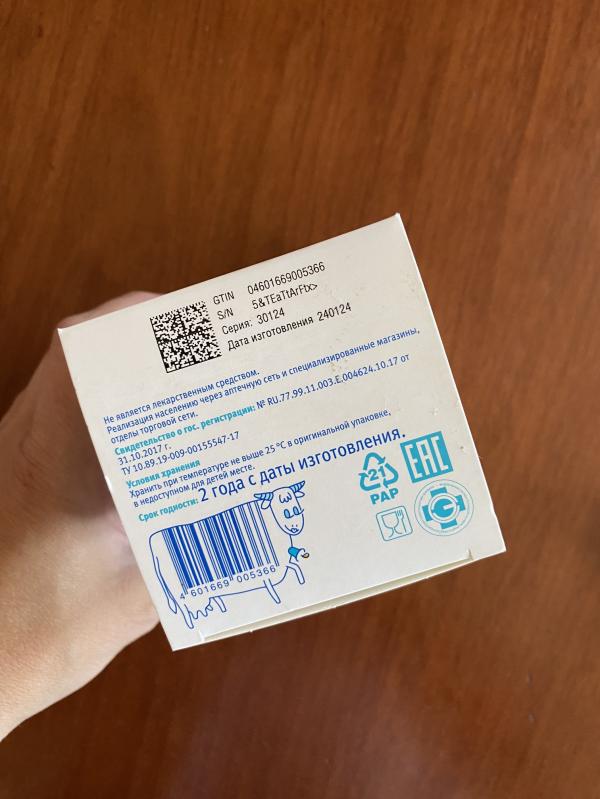 GTIN 04601669005366
S/N 5&TEaTtArFbx>
Серия: 30124
Дата изготовления 240124
Не является лекарственным средством.
Реализация населению через аптечную сеть и специализированные магазины,
отделы торговой сети.
Свидетельство о гос. регистрации: № RU.77.99.11.003.Е.004624.10.17 от
31.10.2017 г.
ТУ 10.89.19-009-00155547-17
Условия хранения
Хранить при температуре не выше 25 °С в оригинальной упаковке,
в недоступном для детей месте.
Срок годности: 2 года с даты изготовления.
21
PAP
EAC
4 601669 005366